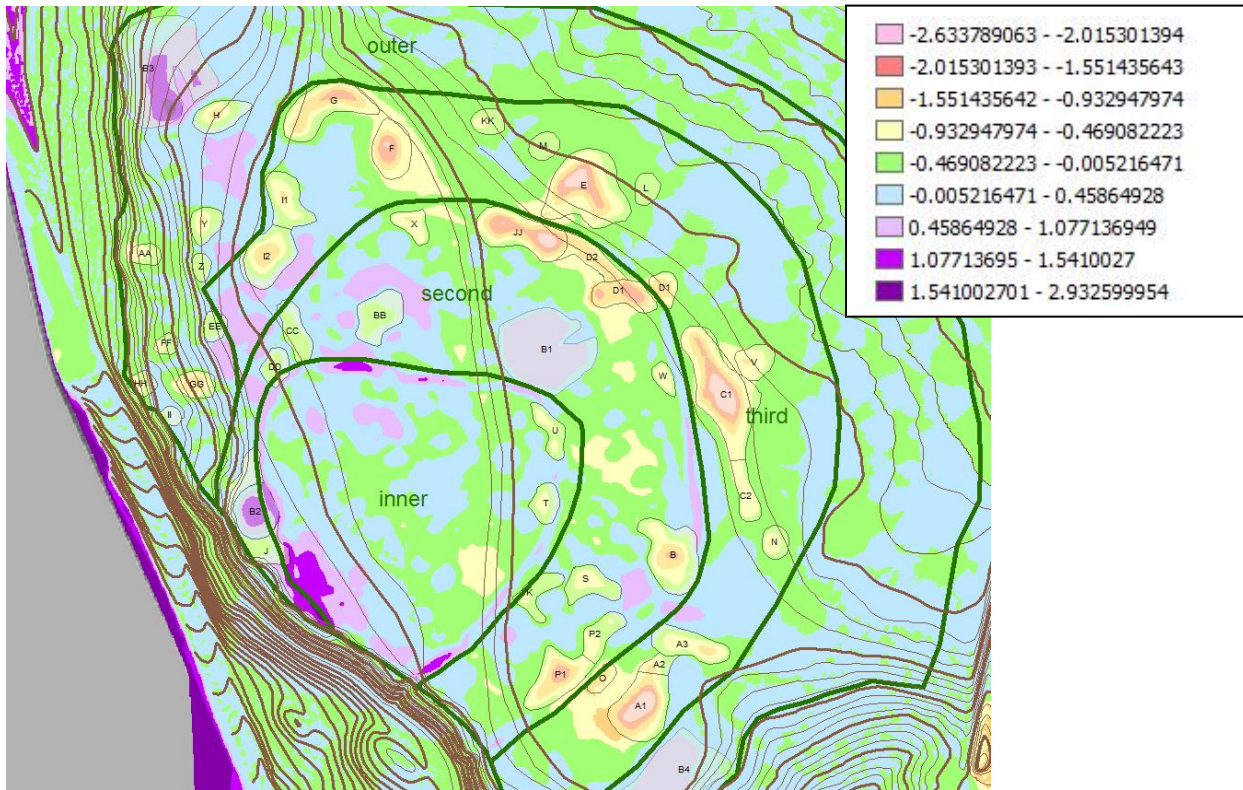 outer
B3
G
H
KK
F
M
E
L
I1
Y
X
JJ
AA
I2
Z
D2
second
D1
D1
BB
EE
CC
FF
B1
V
DD
W
HH
GG
C1
II
third
U
inner
C2
T
B2
N
J
B
S
K
P2
A3
A2
P1
O
A1
B4
-2.633789063 - -2.015301394
-2.015301393 - -1.551435643
-1.551435642 - -0.932947974
-0.932947974 - -0.469082223
-0.469082223 - -0.005216471
-0.005216471 - 0.45864928
0.45864928 - 1.077136949
1.07713695 - 1.5410027
1.541002701 - 2.932599954